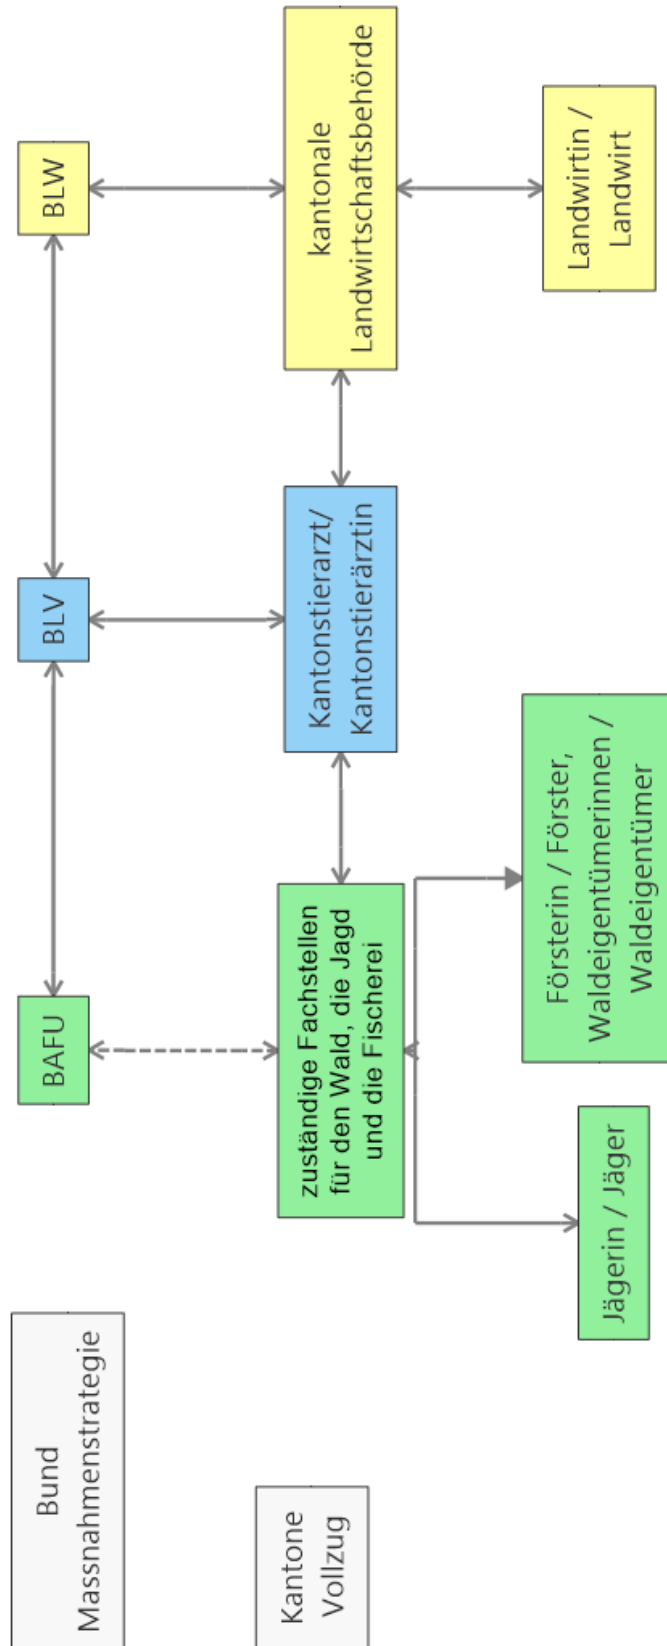 Bund
Massnahmenstrategie
BAFU
BLV
BLW
Kantone
Vollzug
zuständige Fachstellen
für den Wald, die Jagd
und die Fischerei
Kantonstierarzt/
Kantonstierärztin
kantonale
Landwirtschaftsbehörde
Jägerin / Jäger
Försterin / Förster,
Waldeigentümerinnen /
Waldeigentümer
Landwirtin /
Landwirt